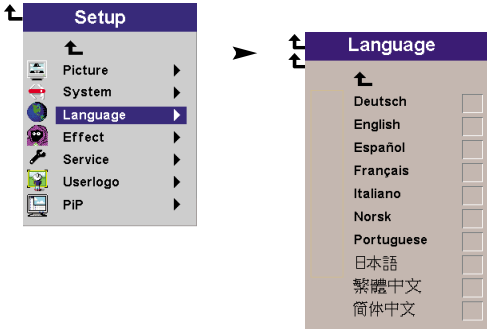 Setup
Picture
System
Language
Effect
Service
Userlogo
PiP
Language
Deutsch
English
Español
Français
Italiano
Norsk
Portuguese
日本語
繁體中文
简体中文